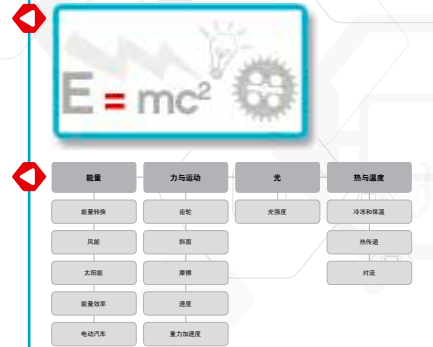 E = mc²
能量 力与运动 光 热与温度
能量转换 齿轮 光强度 冷冻和保温
风能 斜面 热传递
太阳能 摩擦 对流
能量效率 速度
电动汽车 重力加速度